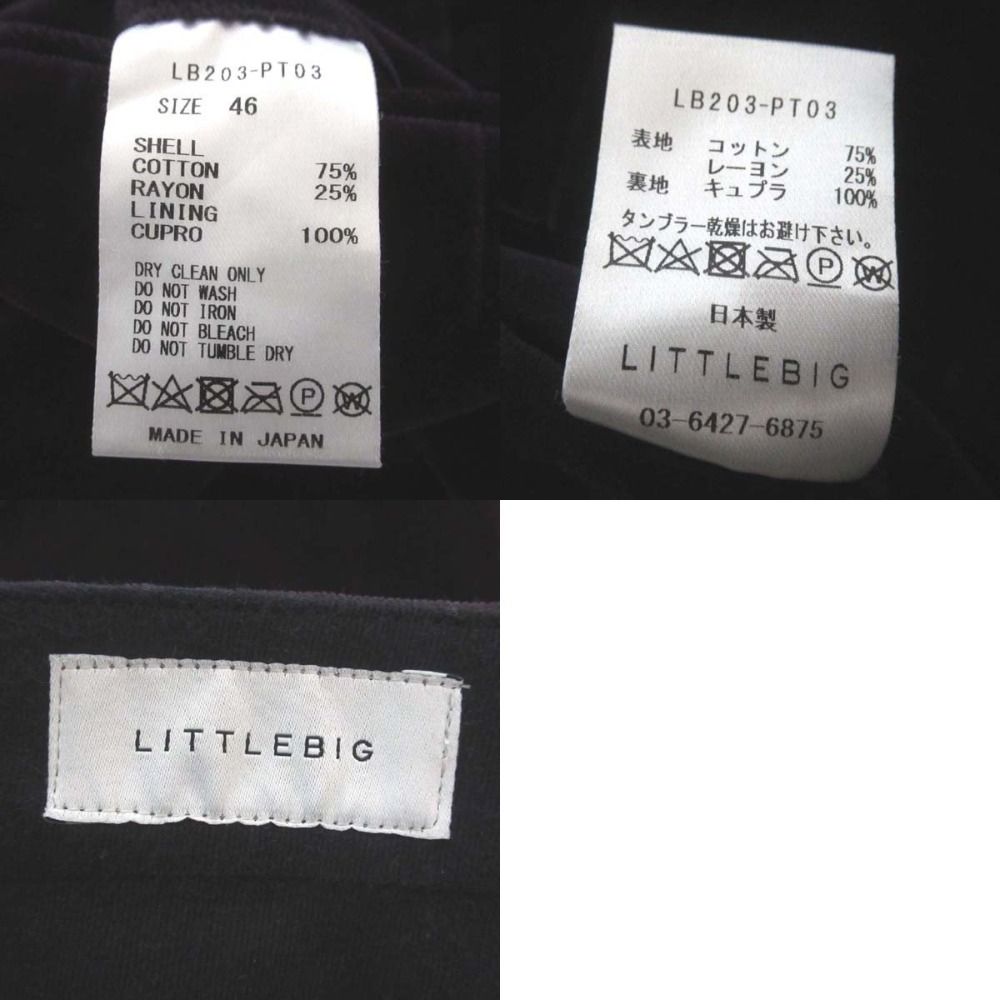 LB203-PT03
SIZE 46
SHELL
COTTON 75%
RAYON 25%
LINING
CUPRO 100%
DRY CLEAN ONLY
DO NOT WASH
DO NOT IRON
DO NOT BLEACH
DO NOT TUMBLE DRY
P W
MADE IN JAPAN
LB203-PT03
表地 コットン 75%
レーヨン 25%
裏地 キュプラ 100%
タンブラー乾燥はお避け下さい。
P W
日本製
LITTLEBIG
03-6427-6875
LITTLEBIG